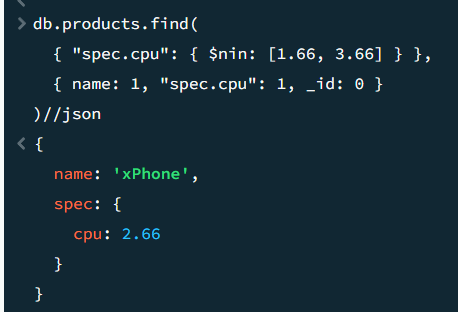 > db.products.find(
{ "spec.cpu": { $nin: [1.66, 3.66] } },
{ name: 1, "spec.cpu": 1, _id: 0 }
)//json
< {
name: 'xPhone',
spec: {
cpu: 2.66
}
}